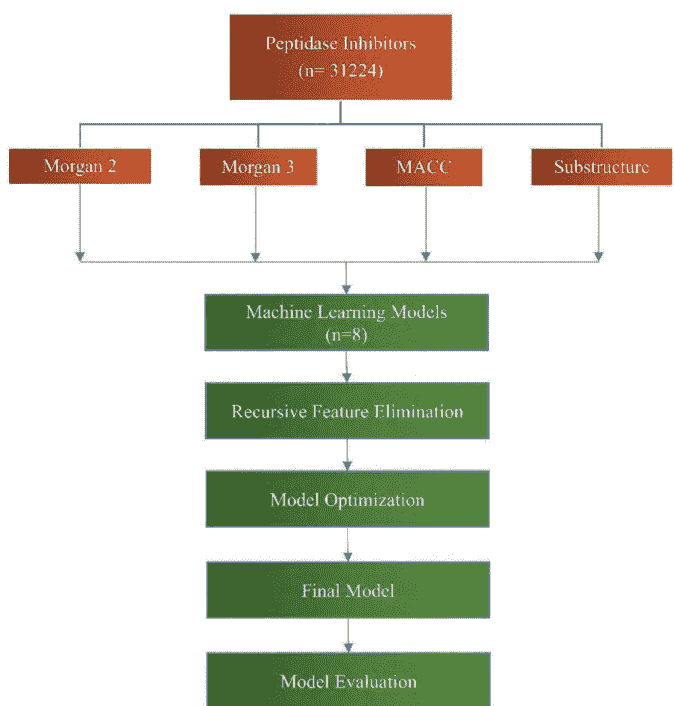 Peptidase Inhibitors
(n= 31224)
Morgan 2
Morgan 3
MACC
Substructure
Machine Learning Models
(n=8)
Recursive Feature Elimination
Model Optimization
Final Model
Model Evaluation